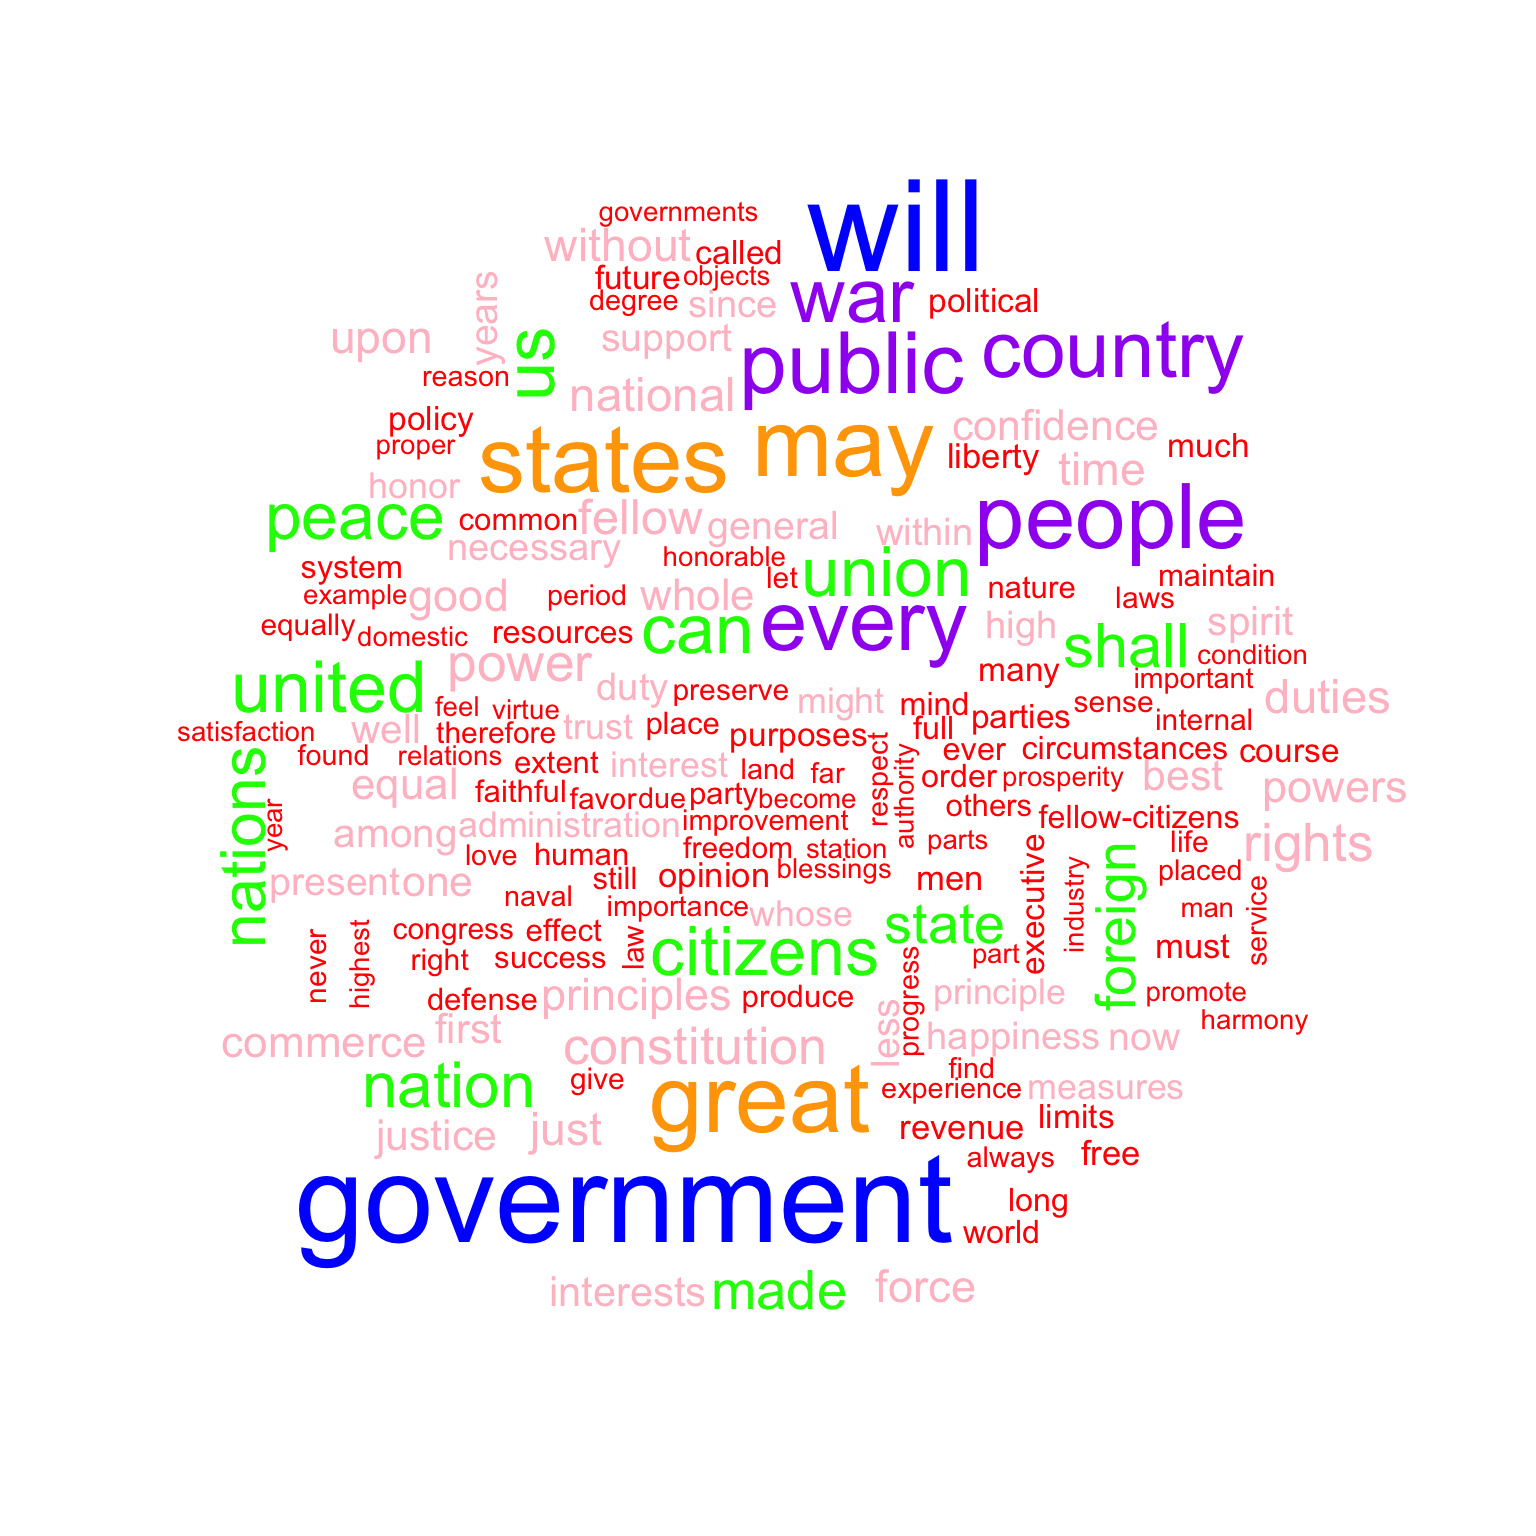 governments
will
without called
future objects
years
degree since war political
upon us support public country
reason
national
policy
proper
states may confidence
liberty much
time
honor
peace common fellow general within people
necessary
honorable
system
let union
nature maintain
example good period whole
laws
equally domestic resources can every high shall spirit
condition
power
important
united
duty preserve might many
duties
feel virtue
mind parties sense internal
satisfaction well therefore trust place purposes full
found relations extent interest land far respect ever circumstances course
nations
equal
authority order prosperity best powers
year
faithful favor due party become
others
among administration improvement
fellow-citizens
love human freedom station parts life rights
present one still opinion blessings men executive industry foreign placed
naval
importance whose
man service
never highest congress effect law citizens state
right success
part must
defense principles produce progress principle promote
first
commerce
harmony
constitution less happiness now
nation give great find
experience measures
justice just
revenue limits
always free
government
long
world
interests made force